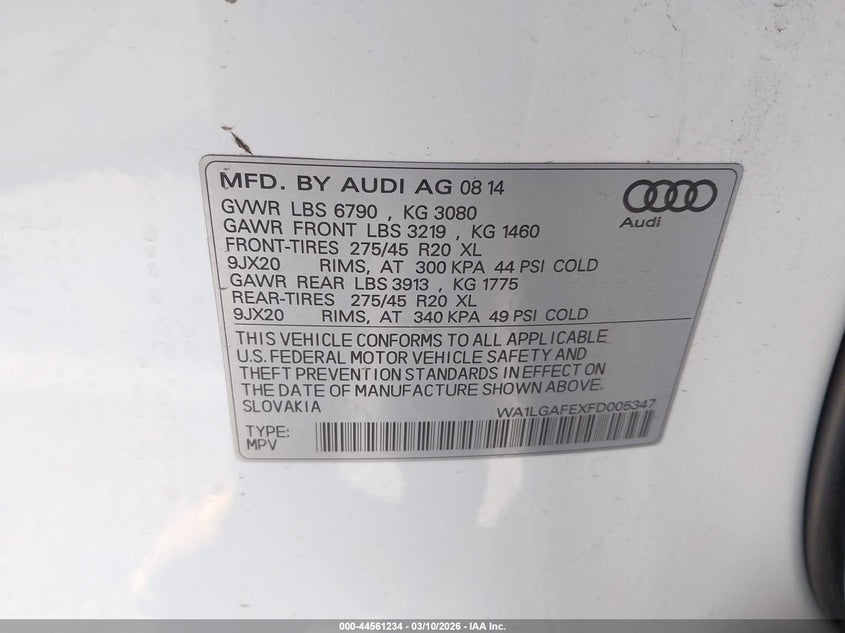 MFD. BY AUDI AG 08 14
GVWR LBS 6790 , KG 3080
GAWR FRONT LBS 3219 , KG 1460
FRONT-TIRES 275/45 R20 XL
9JX20 RIMS, AT 300 KPA 44 PSI COLD
GAWR REAR LBS 3913 , KG 1775
REAR-TIRES 275/45 R20 XL
9JX20 RIMS, AT 340 KPA 49 PSI COLD
Audi
THIS VEHICLE CONFORMS TO ALL APPLICABLE
U.S. FEDERAL MOTOR VEHICLE SAFETY AND
THEFT PREVENTION STANDARDS IN EFFECT ON
THE DATE OF MANUFACTURE SHOWN ABOVE.
SLOVAKIA
WA1LGAFEXFD005347
TYPE:
MPV
000-44561234 - 03/10/2026 - IAA Inc.